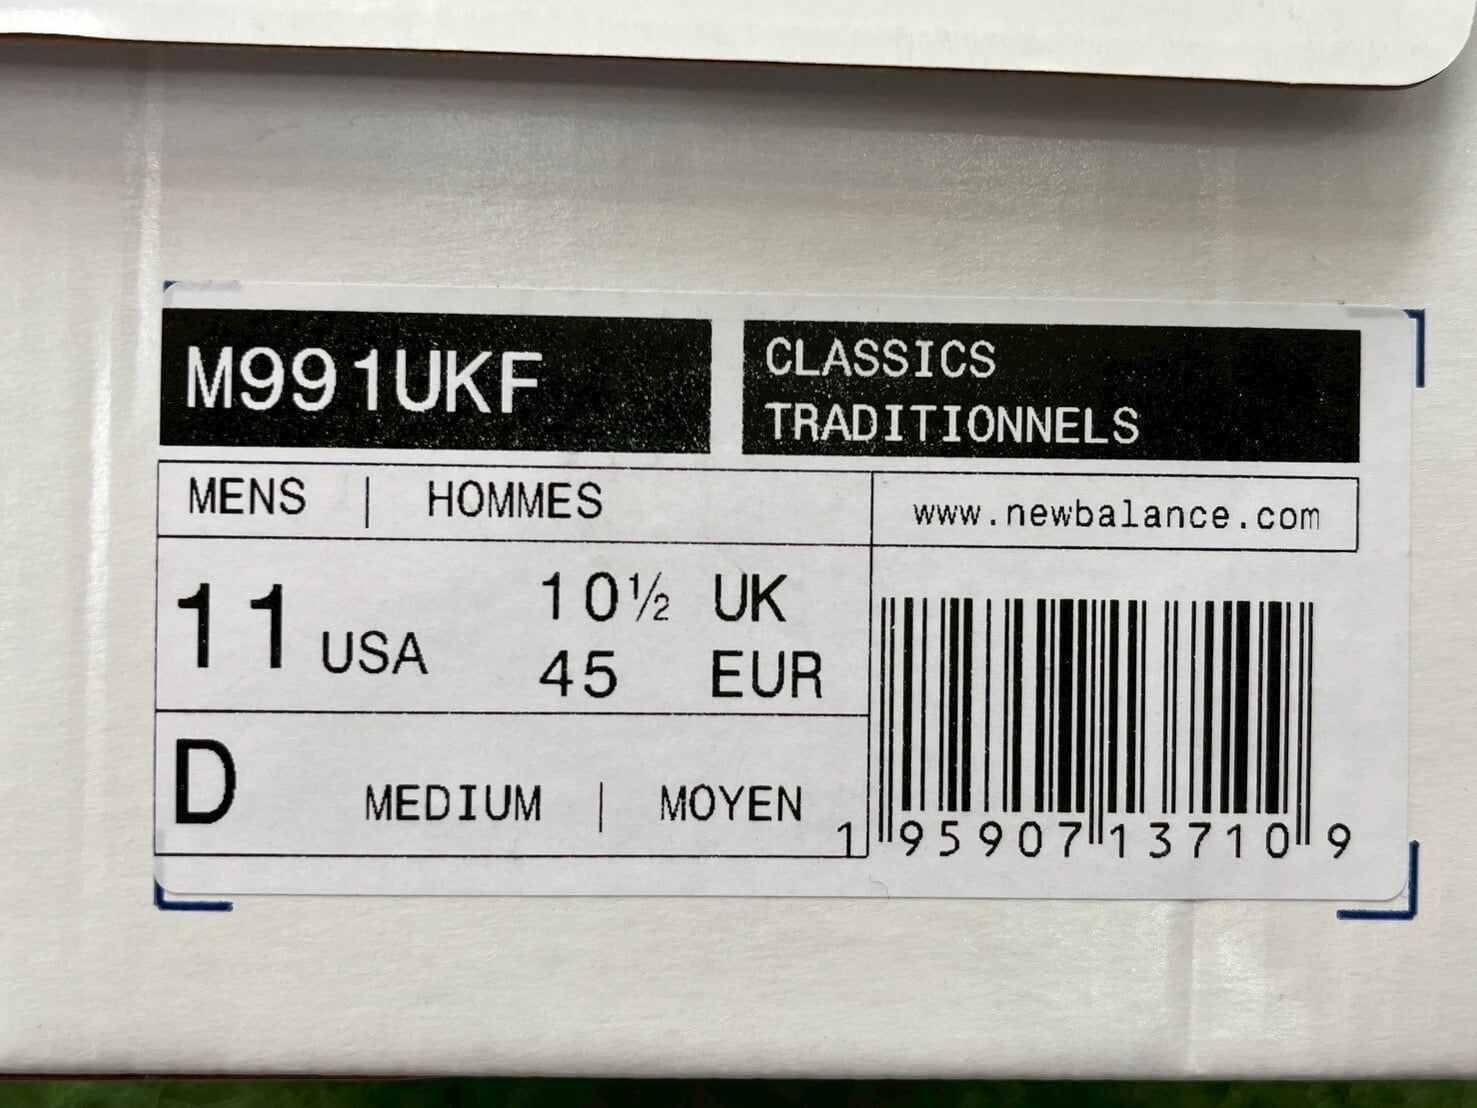 M991UKF
CLASSICS
TRADITIONNELS
MENS | HOMMES
www.newbalance.com
11 USA
10½ UK
45 EUR
D MEDIUM | MOYEN
1 95907 13710 9